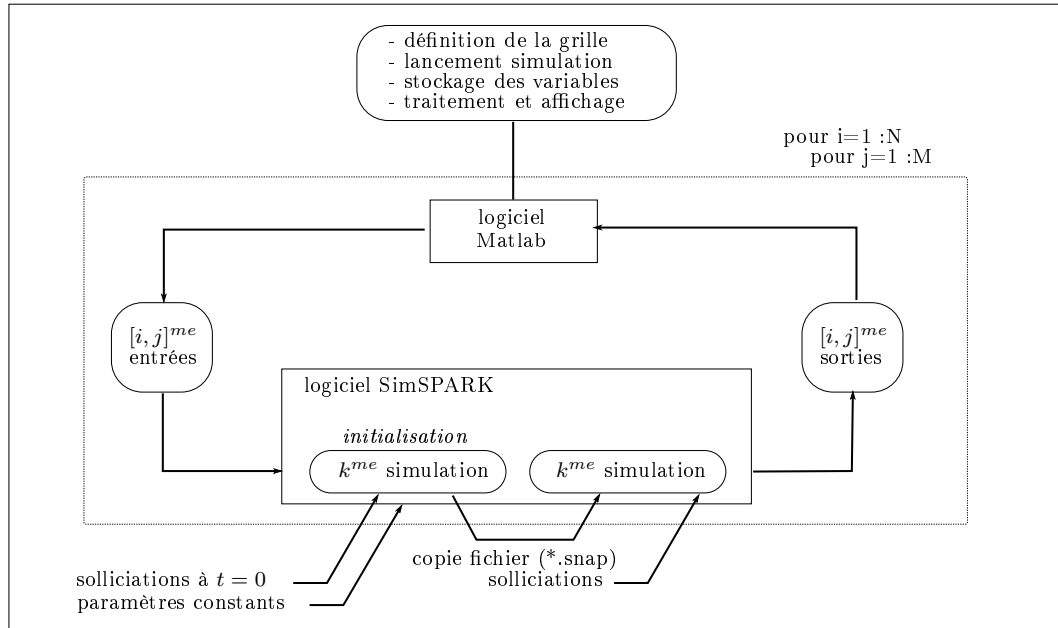 - définition de la grille
- lancement simulation
- stockage des variables
- traitement et affichage
pour i=1 :N
pour j=1 :M
logiciel
Matlab
[i, j]^{me}
entrées
[i, j]^{me}
sorties
logiciel SimSPARK
initialisation
k^{me} simulation
k^{me} simulation
copie fichier (*.snap)
solliciations à t = 0
solliciations
paramètres constants